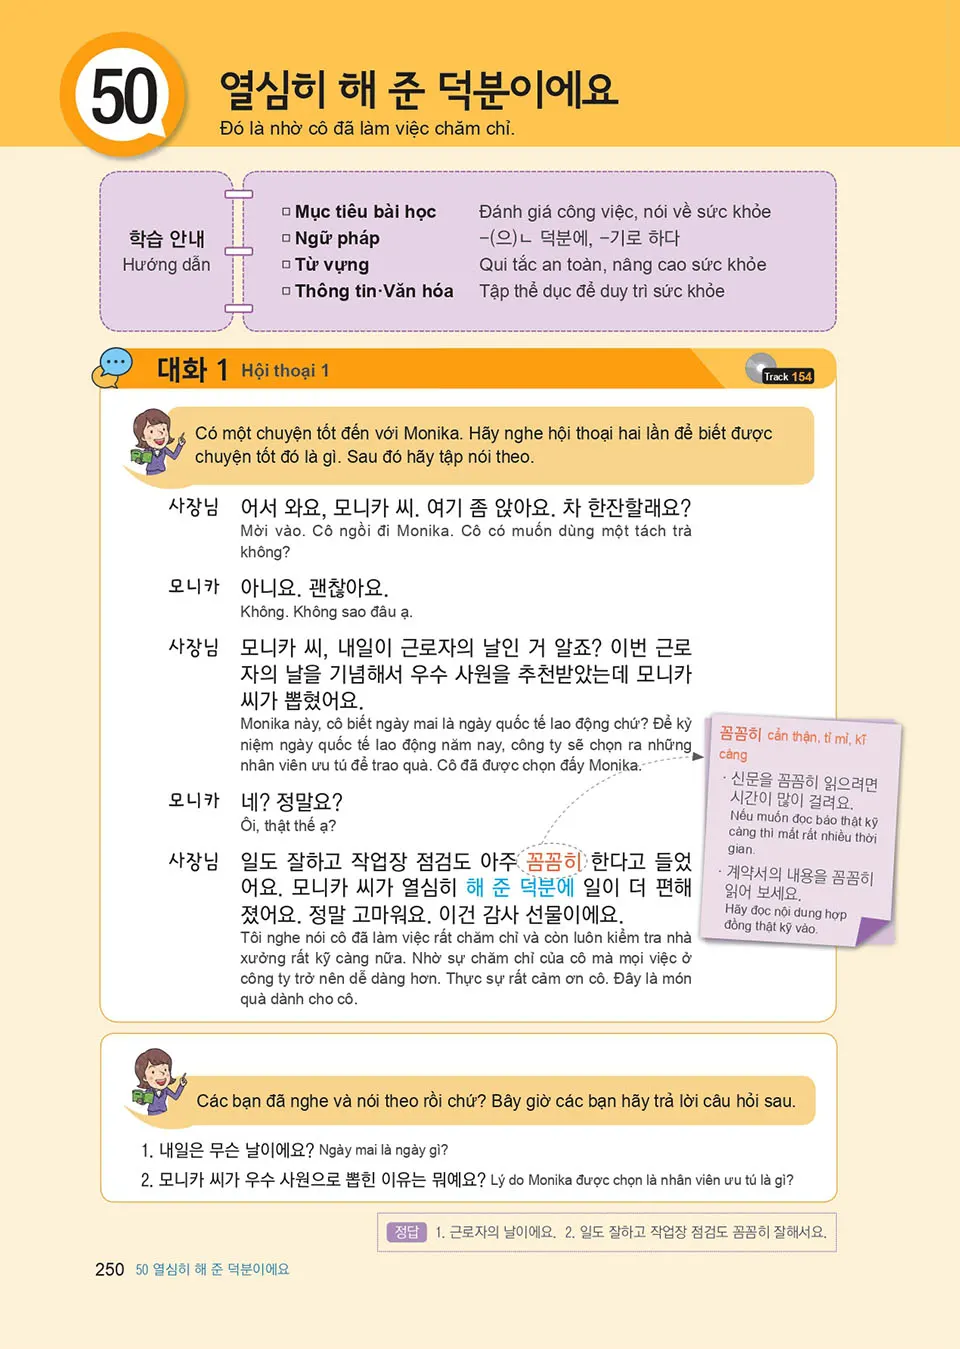 50
열심히 해 준 덕분이에요
Đó là nhờ cô đã làm việc chăm chỉ.
학습 안내
Hướng dẫn
□ Mục tiêu bài học Đánh giá công việc, nói về sức khỏe
□ Ngữ pháp –(으)ㄴ 덕분에, –기로 하다
□ Từ vựng Qui tắc an toàn, nâng cao sức khỏe
□ Thông tin·Văn hóa Tập thể dục để duy trì sức khỏe
대화 1 Hội thoại 1
Track 154
Có một chuyện tốt đến với Monika. Hãy nghe hội thoại hai lần để biết được
chuyện tốt đó là gì. Sau đó hãy tập nói theo.
사장님 어서 와요, 모니카 씨. 여기 좀 앉아요. 차 한잔할래요?
Mời vào. Cô ngồi đi Monika. Cô có muốn dùng một tách trà
không?
모니카 아니요. 괜찮아요.
Không. Không sao đâu ạ.
사장님 모니카 씨, 내일이 근로자의 날인 거 알죠? 이번 근로
자의 날을 기념해서 우수 사원을 추천받았는데 모니카
씨가 뽑혔어요.
Monika này, cô biết ngày mai là ngày quốc tế lao động chứ? Để kỷ
niệm ngày quốc tế lao động năm nay, công ty sẽ chọn ra những
nhân viên ưu tú để trao quà. Cô đã được chọn đấy Monika.
모니카 네? 정말요?
Ôi, thật thế ạ?
사장님 일도 잘하고 작업장 점검도 아주 꼼꼼히 한다고 들었
어요. 모니카 씨가 열심히 해 준 덕분에 일이 더 편해
졌어요. 정말 고마워요. 이건 감사 선물이에요.
Tôi nghe nói cô đã làm việc rất chăm chỉ và còn luôn kiểm tra nhà
xưởng rất kỹ càng nữa. Nhờ sự chăm chỉ của cô mà mọi việc ở
công ty trở nên dễ dàng hơn. Thực sự rất cảm ơn cô. Đây là món
quà dành cho cô.
꼼꼼히 cẩn thận, tỉ mỉ, kĩ
càng
· 신문을 꼼꼼히 읽으려면
시간이 많이 걸려요.
Nếu muốn đọc báo thật kỹ
càng thì mất rất nhiều thời
gian.
· 계약서의 내용을 꼼꼼히
읽어 보세요.
Hãy đọc nội dung hợp
đồng thật kỹ vào.
Các bạn đã nghe và nói theo rồi chứ? Bây giờ các bạn hãy trả lời câu hỏi sau.
1. 내일은 무슨 날이에요? Ngày mai là ngày gì?
2. 모니카 씨가 우수 사원으로 뽑힌 이유는 뭐예요? Lý do Monika được chọn là nhân viên ưu tú là gì?
정답 1. 근로자의 날이에요. 2. 일도 잘하고 작업장 점검도 꼼꼼히 잘해서요.
250 50 열심히 해 준 덕분이에요